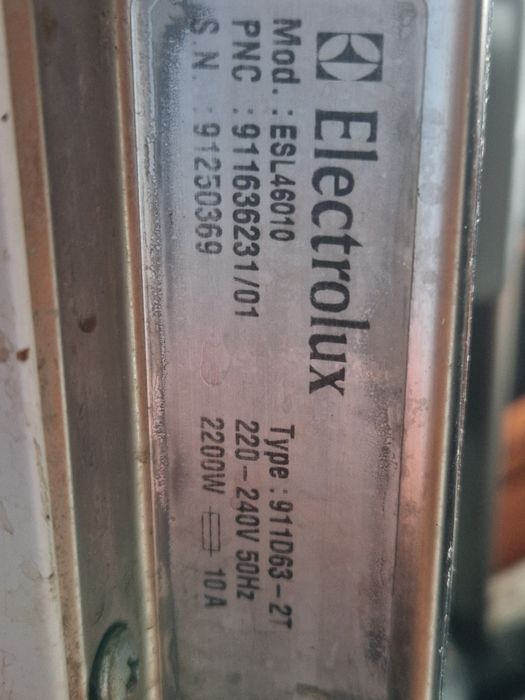 Electrolux
Mod. : ESL46010
PNC : 911636231/01
S.N. : 91250369
Type : 911D63-2T
220-240V 50Hz
2200W 10A